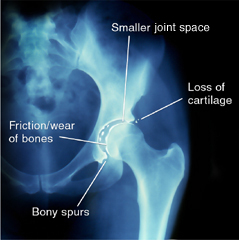 Smaller joint space
Loss of
cartilage
Friction/wear
of bones
Bony spurs